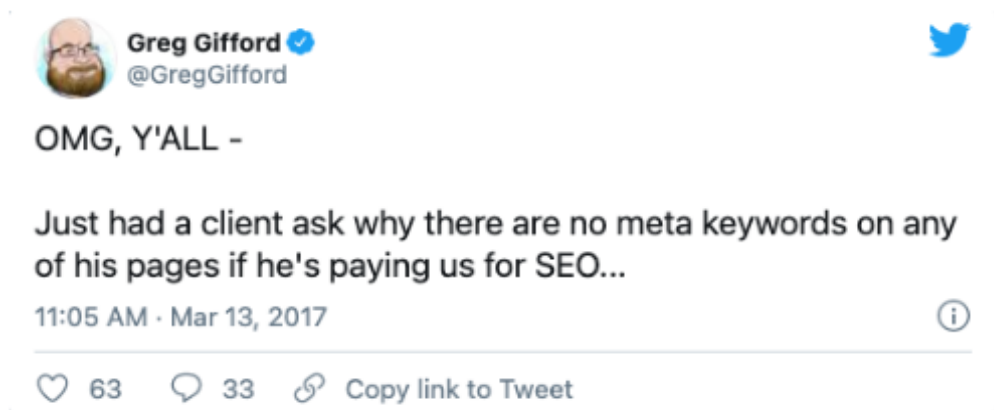 Greg Gifford
@GregGifford
OMG, Y'ALL -
Just had a client ask why there are no meta keywords on any
of his pages if he's paying us for SEO...
11:05 AM · Mar 13, 2017
63 33 Copy link to Tweet